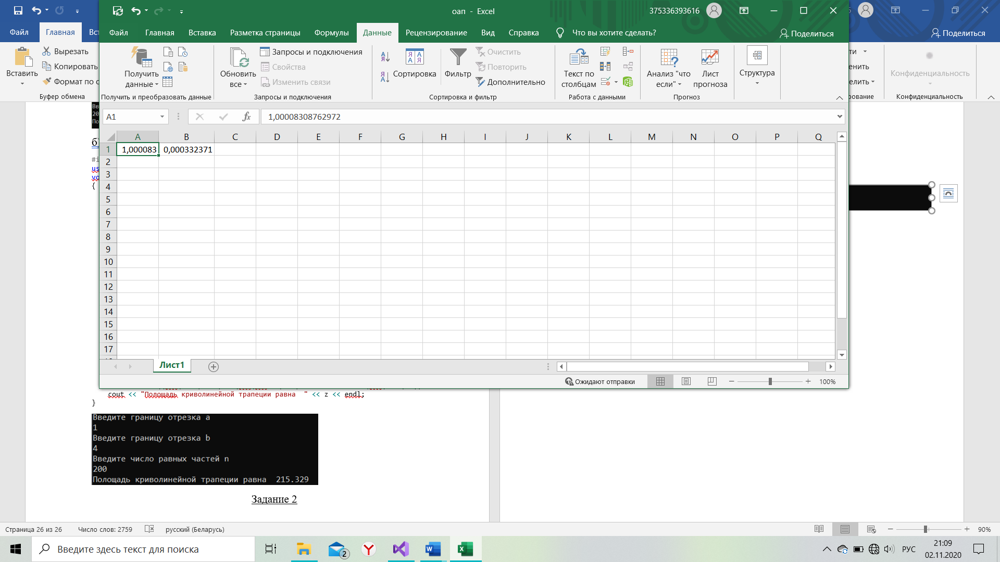 оап - Excel
375336393616
Файл
Главная
Вставка
Разметка страницы
Формулы
Данные
Рецензирование
Вид
Справка
Что вы хотите сделать?
Поделиться
Файл
Главная
Поделиться
Вставить
Вырезать
Копировать
Буфер обмена
Получить данные
Получить и преобразовать данные
Обновить все
Запросы и подключения
Свойства
Изменить связи
Запросы и подключения
Сортировка
Фильтр
Очистить
Повторить
Дополнительно
Сортировка и фильтр
Текст по столбцам
Работа с данными
Анализ "что если"
Лист прогноза
Прогноз
Структура
Конфиденциальность
Конфиденциальность
A1
fx
1,00008308762972
A B C D E F G H I J K L M N O P Q
1 1,000083 0,000332371
2
3
4
5
6
7
8
9
10
11
12
13
14
15
16
17
Лист1
Ожидают отправки
100%
{
cout << "Полощадь криволинейной трапеции равна " << z << endl;
}
Введите границу отрезка a
1
Введите границу отрезка b
4
Введите число равных частей n
200
Полощадь криволинейной трапеции равна 215.329
Задание 2
Страница 26 из 26
Число слов: 2759
русский (Беларусь)
90%
Введите здесь текст для поиска
2
РУС
21:09
02.11.2020